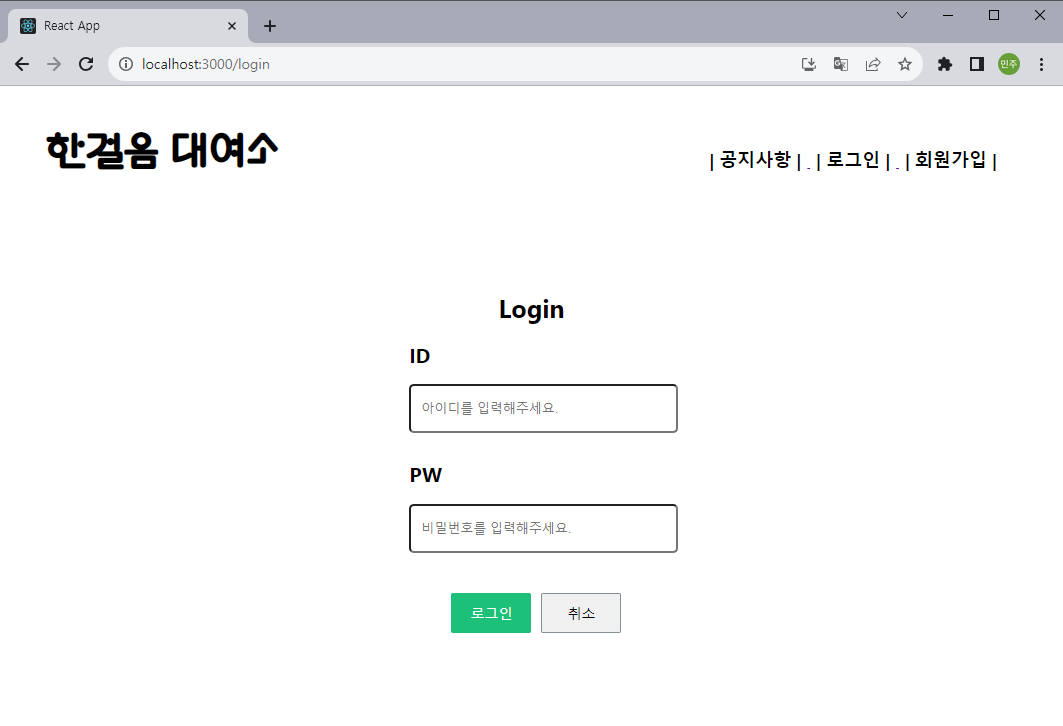 React App
localhost:3000/login
민주
한걸음 대여소
| 공지사항 | . | 로그인 | . | 회원가입 |
Login
ID
아이디를 입력해주세요.
PW
비밀번호를 입력해주세요.
로그인 취소